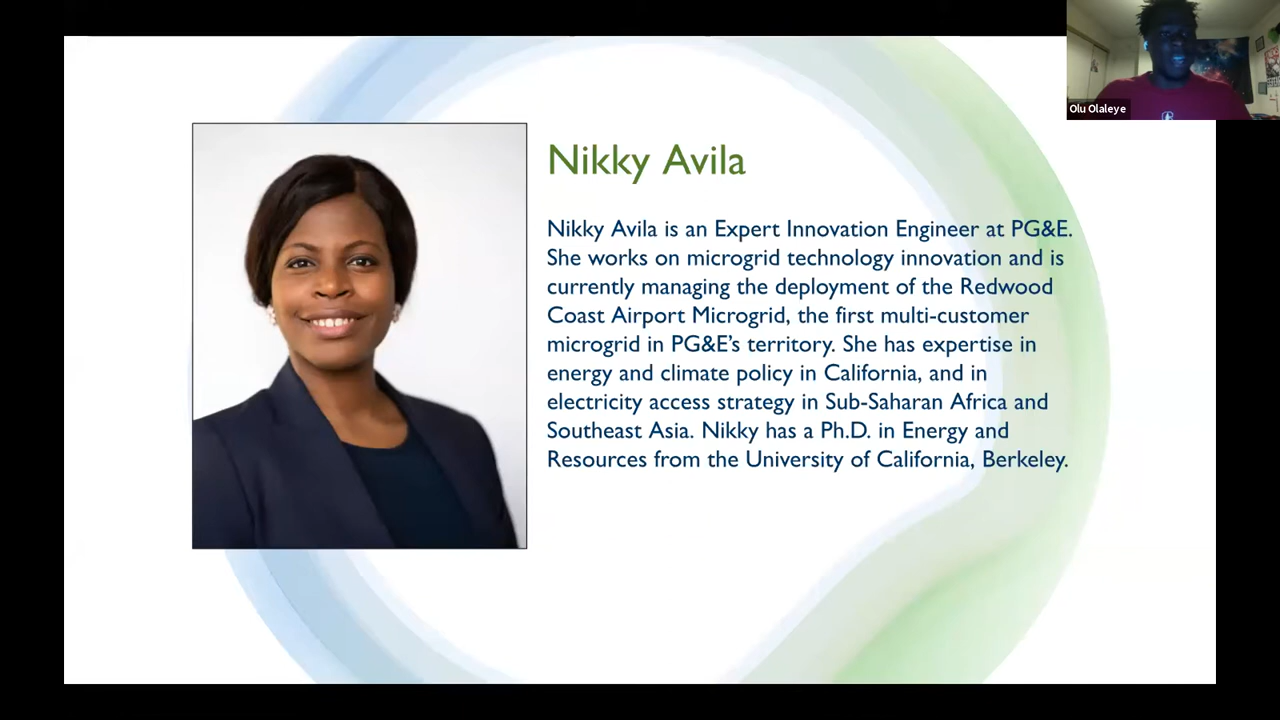 Olu Olaleye
Nikky Avila
Nikky Avila is an Expert Innovation Engineer at PG&E.
She works on microgrid technology innovation and is
currently managing the deployment of the Redwood
Coast Airport Microgrid, the first multi-customer
microgrid in PG&E’s territory. She has expertise in
energy and climate policy in California, and in
electricity access strategy in Sub-Saharan Africa and
Southeast Asia. Nikky has a Ph.D. in Energy and
Resources from the University of California, Berkeley.